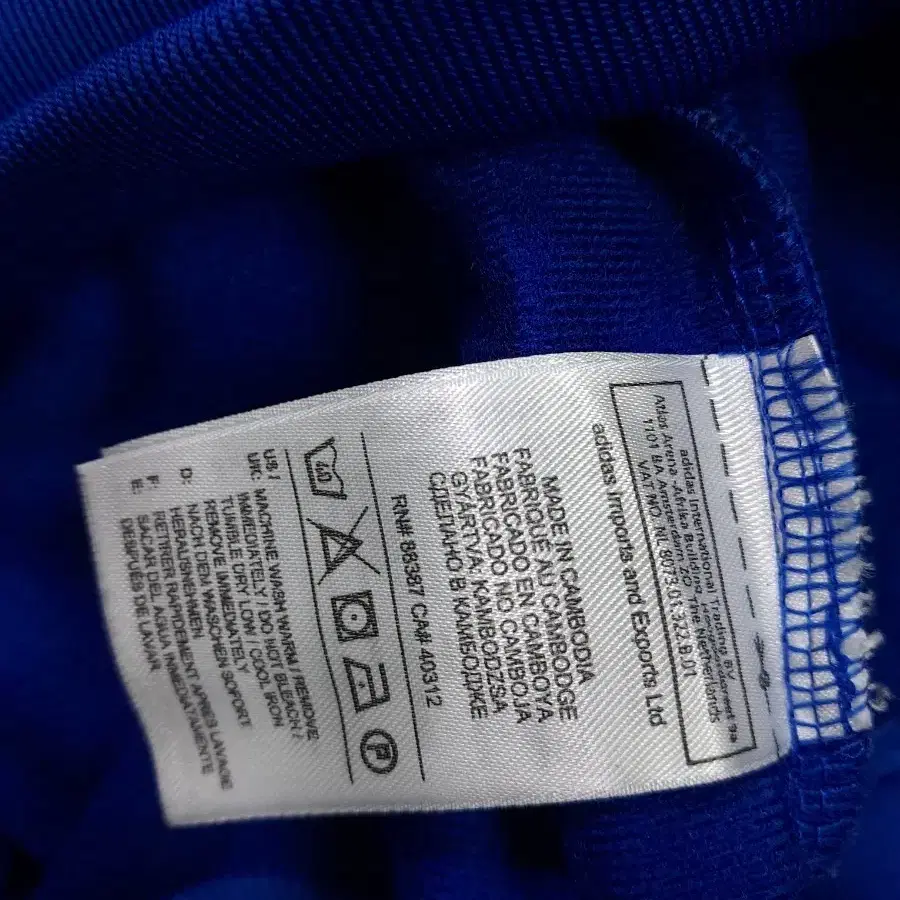 adidas International Trading BV
Atlas Arena -Afrika Building,
1101 BA Amsterdam ZO, The Netherlands
VAT NO. NL 8073.01.322.B.01
adidas Imports and Exports Ltd
MADE IN CAMBODIA
FABRIQUÉ AU CAMBODGE
FABRICADO EN CAMBOYA
FABRICADO NO CAMBOJA
GYÁRTVA: KAMBODZSA
СДЕЛАНО В КАМБОДЖЕ
RN# 88387 CA# 40312
40
P
US /
UK: MACHINE WASH WARM / REMOVE
IMMEDIATELY / DO NOT BLEACH /
TUMBLE DRY LOW / COOL IRON
REMOVE IMMEDIATELY
D: NACH DEM WASCHEN SOFORT
HERAUSNEHMEN
F: RETIRER RAPIDEMENT APRES LAVAGE
E: SACAR DEL AGUA INMEDIATAMENTE
DESPUÉS DE LAVAR